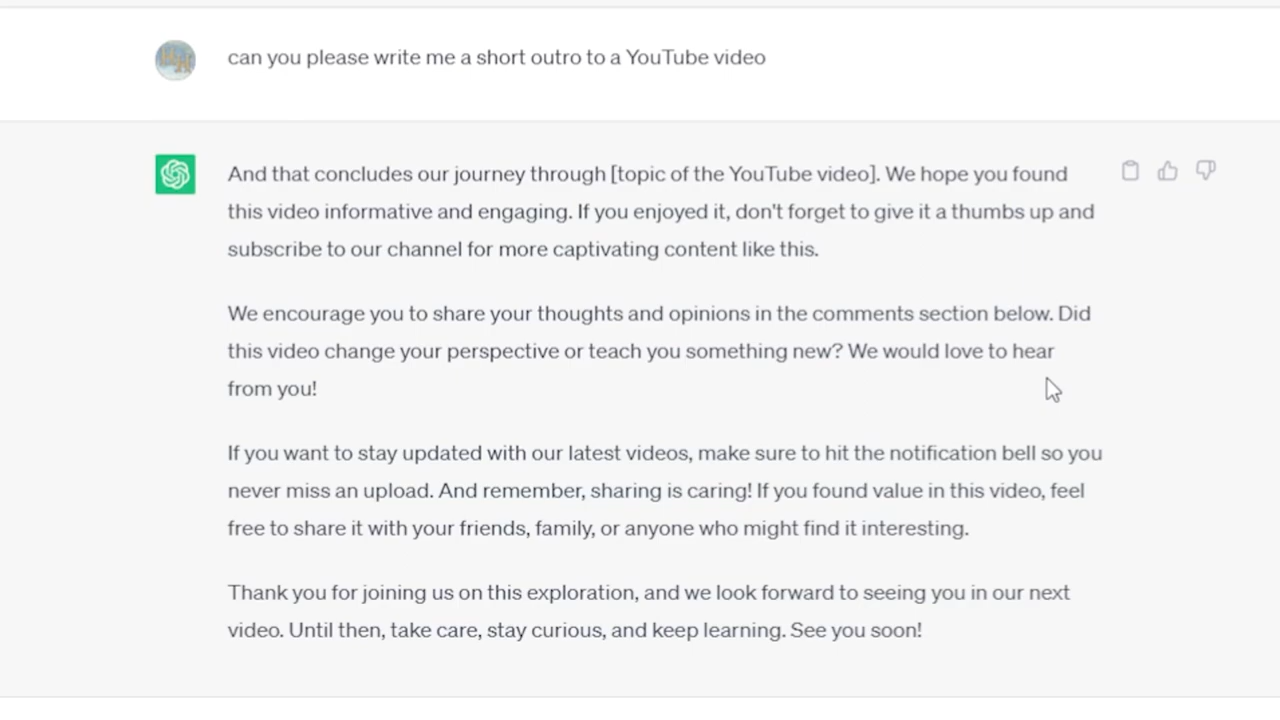 can you please write me a short outro to a YouTube video
And that concludes our journey through [topic of the YouTube video]. We hope you found
this video informative and engaging. If you enjoyed it, don't forget to give it a thumbs up and
subscribe to our channel for more captivating content like this.
We encourage you to share your thoughts and opinions in the comments section below. Did
this video change your perspective or teach you something new? We would love to hear
from you!
If you want to stay updated with our latest videos, make sure to hit the notification bell so you
never miss an upload. And remember, sharing is caring! If you found value in this video, feel
free to share it with your friends, family, or anyone who might find it interesting.
Thank you for joining us on this exploration, and we look forward to seeing you in our next
video. Until then, take care, stay curious, and keep learning. See you soon!